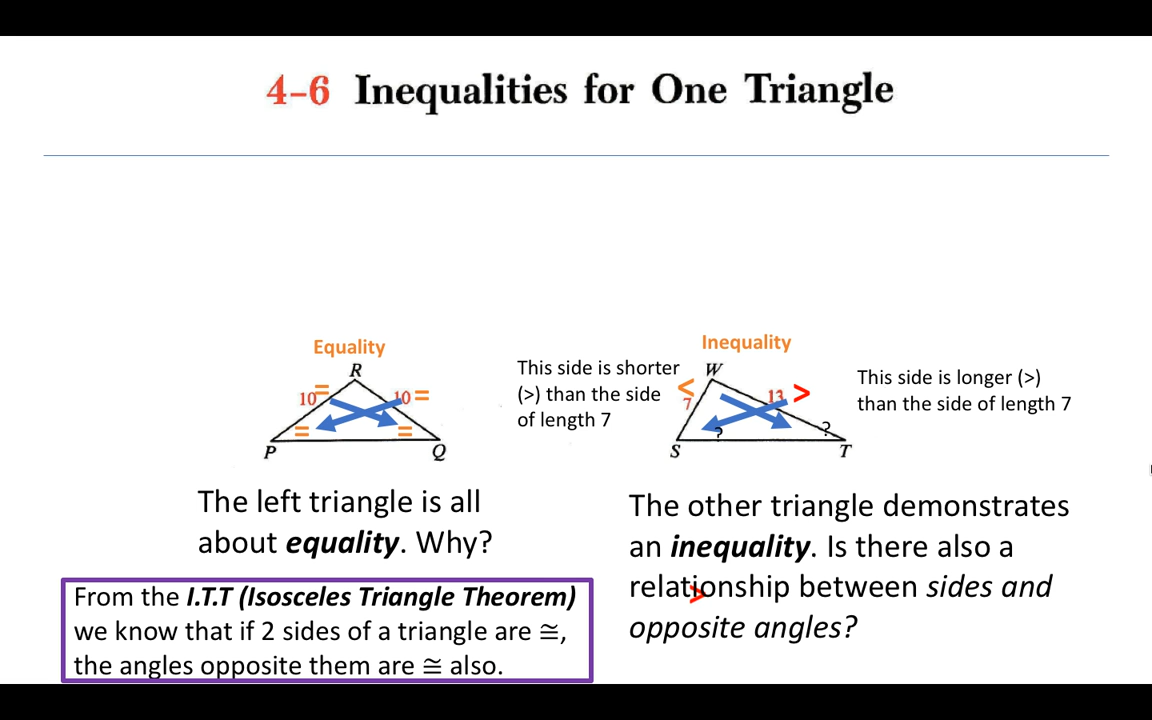 4-6 Inequalities for One Triangle
Equality
R
10
=
10 =
=
=
P
Q
This side is shorter
(>) than the side
of length 7
Inequality
W
<
7
13 >
?
?
S
T
This side is longer (>)
than the side of length 7
The left triangle is all
about equality. Why?
From the I.T.T (Isosceles Triangle Theorem)
we know that if 2 sides of a triangle are ≅,
the angles opposite them are ≅ also.
The other triangle demonstrates
an inequality. Is there also a
relationship between sides and
>
opposite angles?